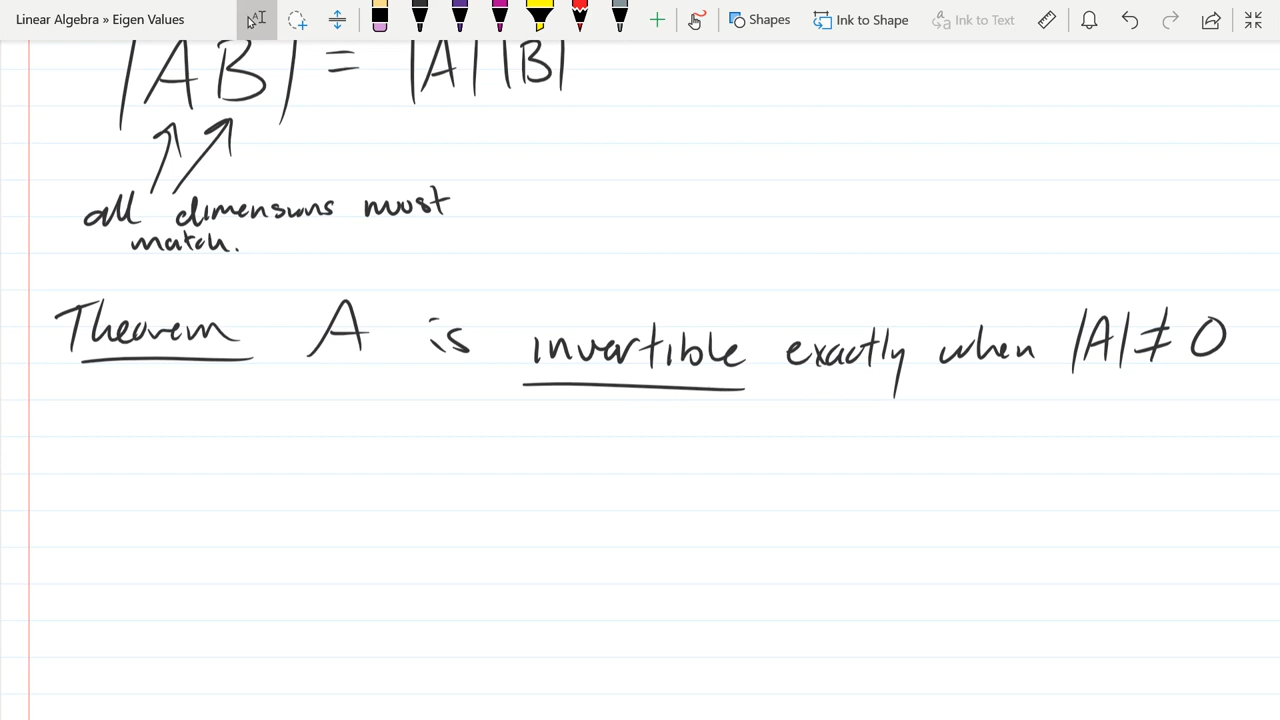 Linear Algebra » Eigen Values
Shapes
Ink to Shape
Ink to Text
|AB| = |A| |B|
all dimensions must
match.
Theorem A is invertible exactly when |A| ≠ 0